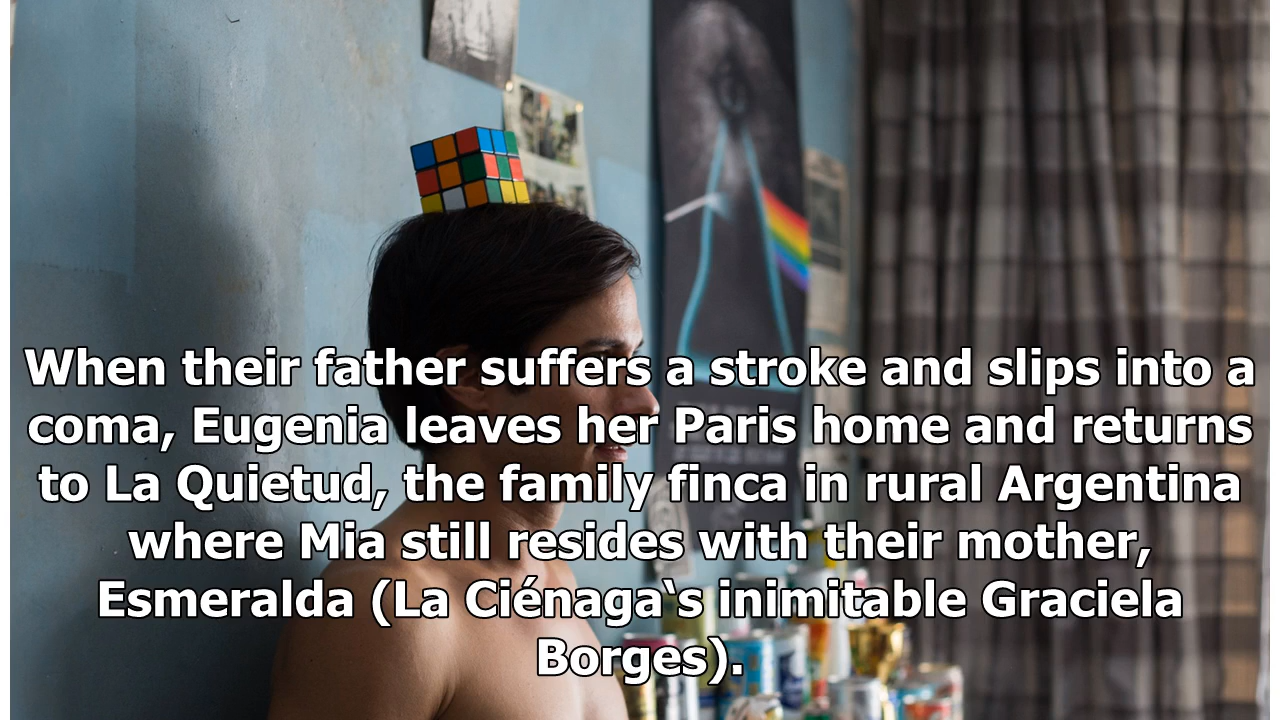 When their father suffers a stroke and slips into a
coma, Eugenia leaves her Paris home and returns
to La Quietud, the family finca in rural Argentina
where Mia still resides with their mother,
Esmeralda (La Ciénaga‘s inimitable Graciela
Borges).